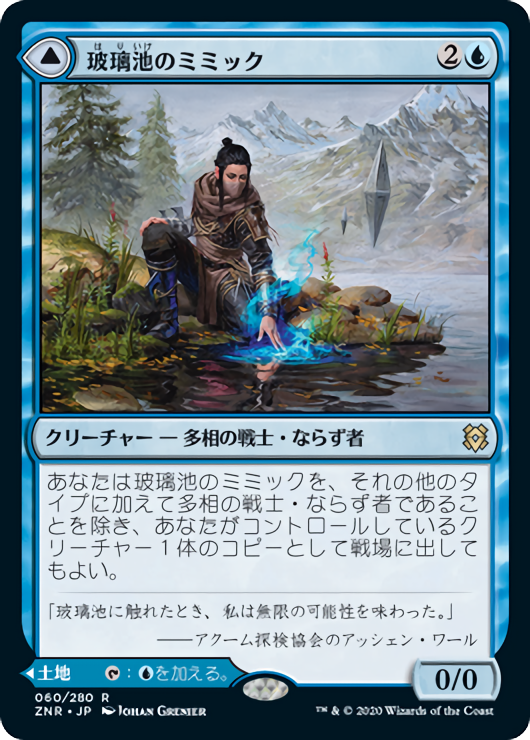 はりいけ
玻璃池のミミック
2
クリーチャー — 多相の戦士・ならず者
あなたは玻璃池のミミックを、それの他のタ
イプに加えて多相の戦士・ならず者であるこ
とを除き、あなたがコントロールしているク
リーチャー1体のコピーとして戦場に出して
もよい。
「玻璃池に触れたとき、私は無限の可能性を味わった。」
――アクーム探検協会のアッシェン・ワール
土地 : を加える。
0/0
060/280 R
ZNR • JP Johan Grenier
™ & © 2020 Wizards of the Coast